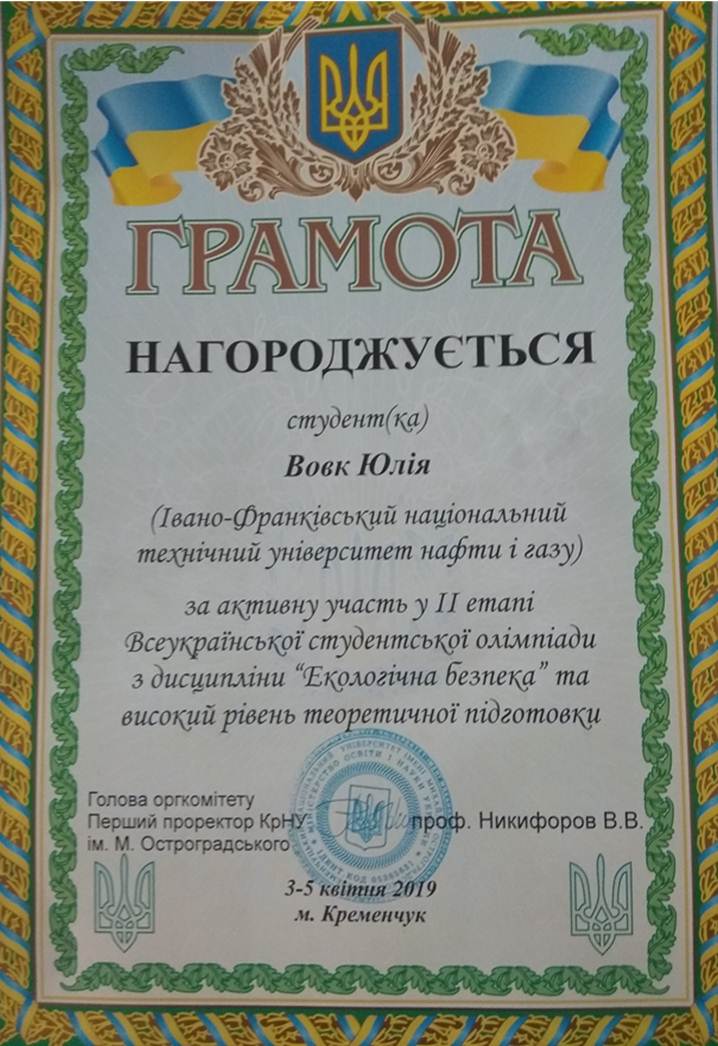 ГРАМОТА
НАГОРОДЖУЄТЬСЯ
студент(ка)
Вовк Юлія
(Івано-Франківський національний
технічний університет нафти і газу)
за активну участь у II етапі
Всеукраїнської студентської олімпіади
з дисципліни “Екологічна безпека” та
високий рівень теоретичної підготовки
Голова оргкомітету
Перший проректор КрНУ проф. Никифоров В.В.
ім. М. Остроградського
3-5 квітня 2019
м. Кременчук